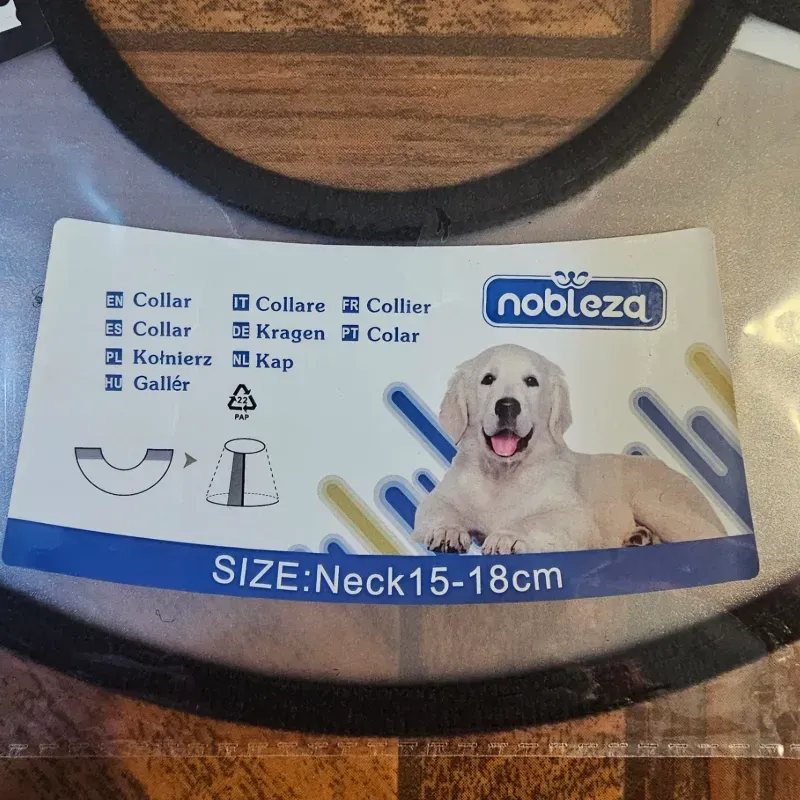 nobleza
EN Collar
ES Collar
PL Kołnierz
HU Gallér
IT Collare
DE Kragen
NL Kap
FR Collier
PT Colar
22
PAP
SIZE:Neck15-18cm